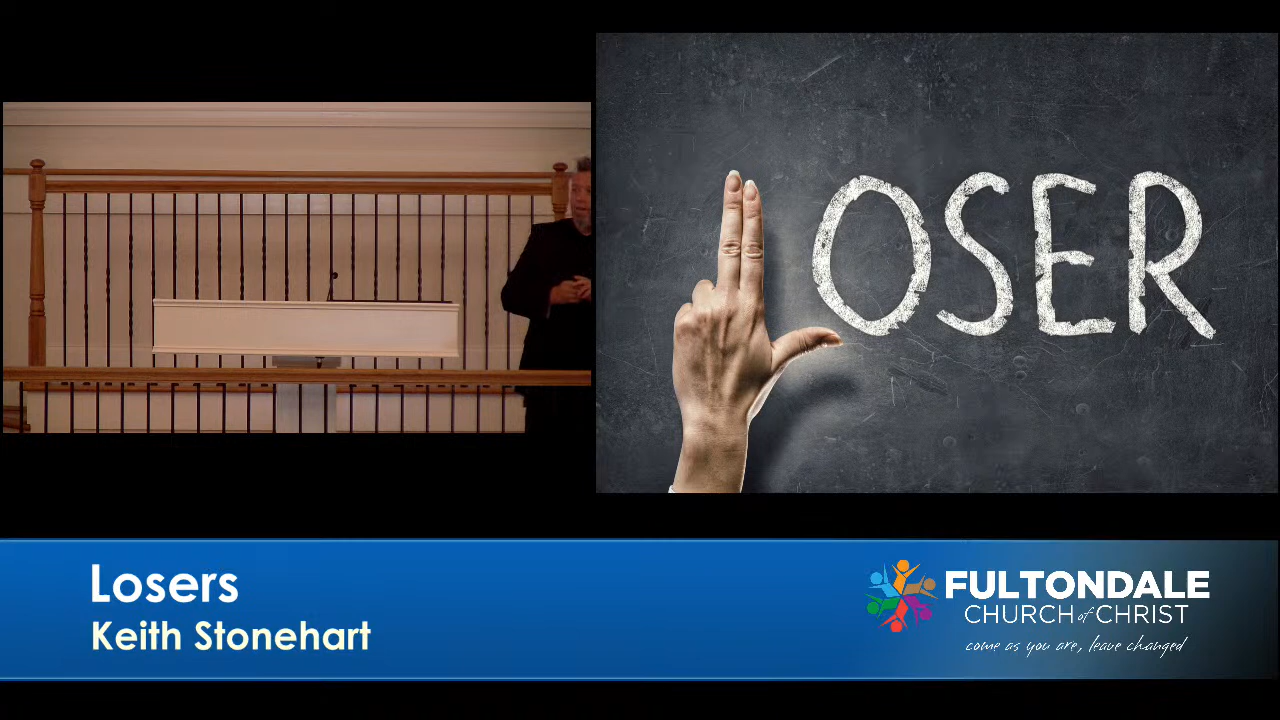 OSER
Losers
Keith Stonehart
FULTONDALE
CHURCH of CHRIST
come as you are, leave changed